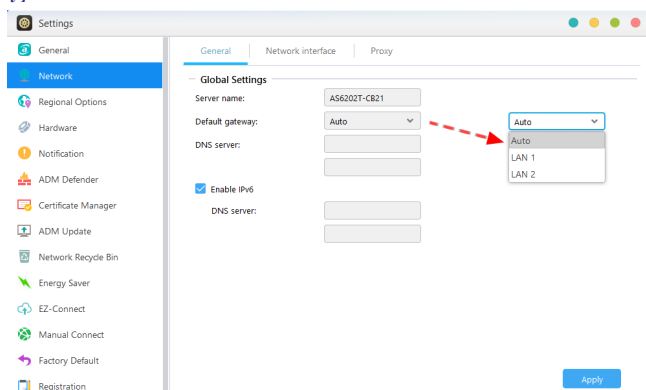 Settings
General
Network
Regional Options
Hardware
Notification
ADM Defender
Certificate Manager
ADM Update
Network Recycle Bin
Energy Saver
EZ-Connect
Manual Connect
Factory Default
Registration
General Network interface Proxy
Global Settings
Server name: AS6202T-CB21
Default gateway: Auto Auto
Auto
DNS server:
LAN 1
LAN 2
Enable IPv6
DNS server:
Apply